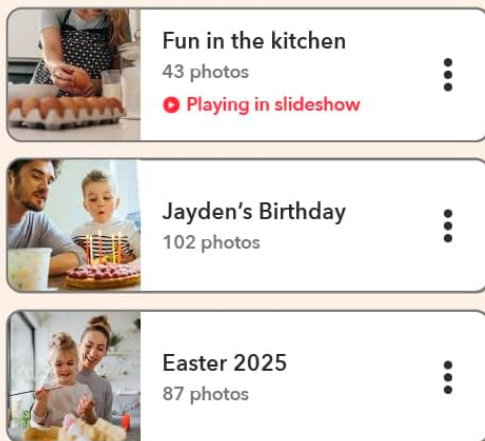 Fun in the kitchen
43 photos
Playing in slideshow
Jayden's Birthday
102 photos
Easter 2025
87 photos